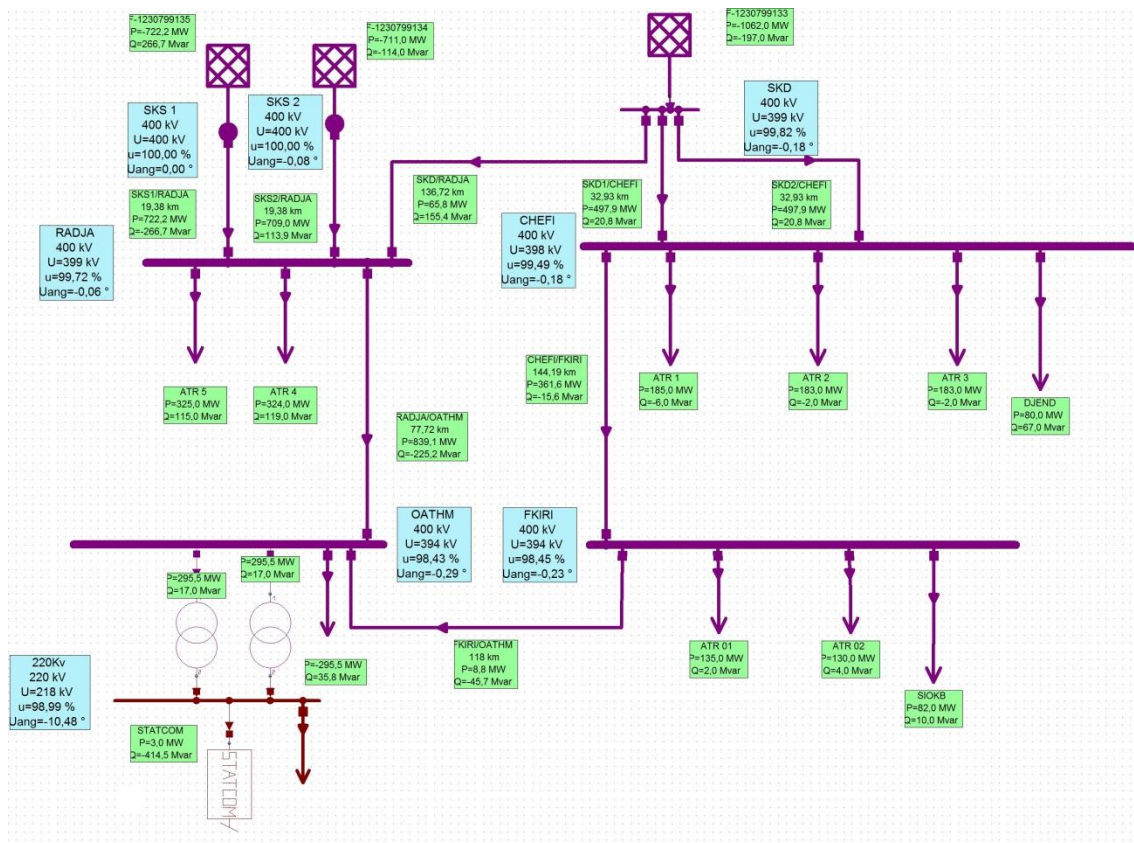 F-1230799135
P=-722,2 MW
Q=266,7 Mvar
F-1230799134
P=-711,0 MW
Q=-114,0 Mvar
F-1230799133
P=-1062,0 MW
Q=-197,0 Mvar
SKS 1
400 kV
U=400 kV
u=100,00 %
Uang=0,00 °
SKS 2
400 kV
U=400 kV
u=100,00 %
Uang=-0,08 °
SKD
400 kV
U=399 kV
u=99,82 %
Uang=-0,18 °
SKS1/RADJA
19,38 km
P=722,2 MW
Q=-266,7 Mvar
SKS2/RADJA
19,38 km
P=709,0 MW
Q=113,9 Mvar
SKD/RADJA
136,72 km
P=65,8 MW
Q=155,4 Mvar
SKD1/CHEFI
32,93 km
P=497,9 MW
Q=20,8 Mvar
SKD2/CHEFI
32,93 km
P=497,9 MW
Q=20,8 Mvar
RADJA
400 kV
U=399 kV
u=99,72 %
Uang=-0,06 °
CHEFI
400 kV
U=398 kV
u=99,49 %
Uang=-0,18 °
ATR 5
P=325,0 MW
Q=115,0 Mvar
ATR 4
P=324,0 MW
Q=119,0 Mvar
RADJA/OATHM
77,72 km
P=839,1 MW
Q=-225,2 Mvar
CHEFI/FKIRI
144,19 km
P=361,6 MW
Q=-15,6 Mvar
ATR 1
P=185,0 MW
Q=-6,0 Mvar
ATR 2
P=183,0 MW
Q=-2,0 Mvar
ATR 3
P=183,0 MW
Q=-2,0 Mvar
DJEND
P=80,0 MW
Q=67,0 Mvar
OATHM
400 kV
U=394 kV
u=98,43 %
Uang=-0,29 °
FKIRI
400 kV
U=394 kV
u=98,45 %
Uang=-0,23 °
P=295,5 MW
Q=17,0 Mvar
P=295,5 MW
Q=17,0 Mvar
P=-295,5 MW
Q=35,8 Mvar
FKIRI/OATHM
118 km
P=8,8 MW
Q=-45,7 Mvar
ATR 01
P=135,0 MW
Q=2,0 Mvar
ATR 02
P=130,0 MW
Q=4,0 Mvar
SIOKB
P=82,0 MW
Q=10,0 Mvar
220Kv
220 kV
U=218 kV
u=98,99 %
Uang=-10,48 °
STATCOM
P=3,0 MW
Q=-414,5 Mvar
STATCOM